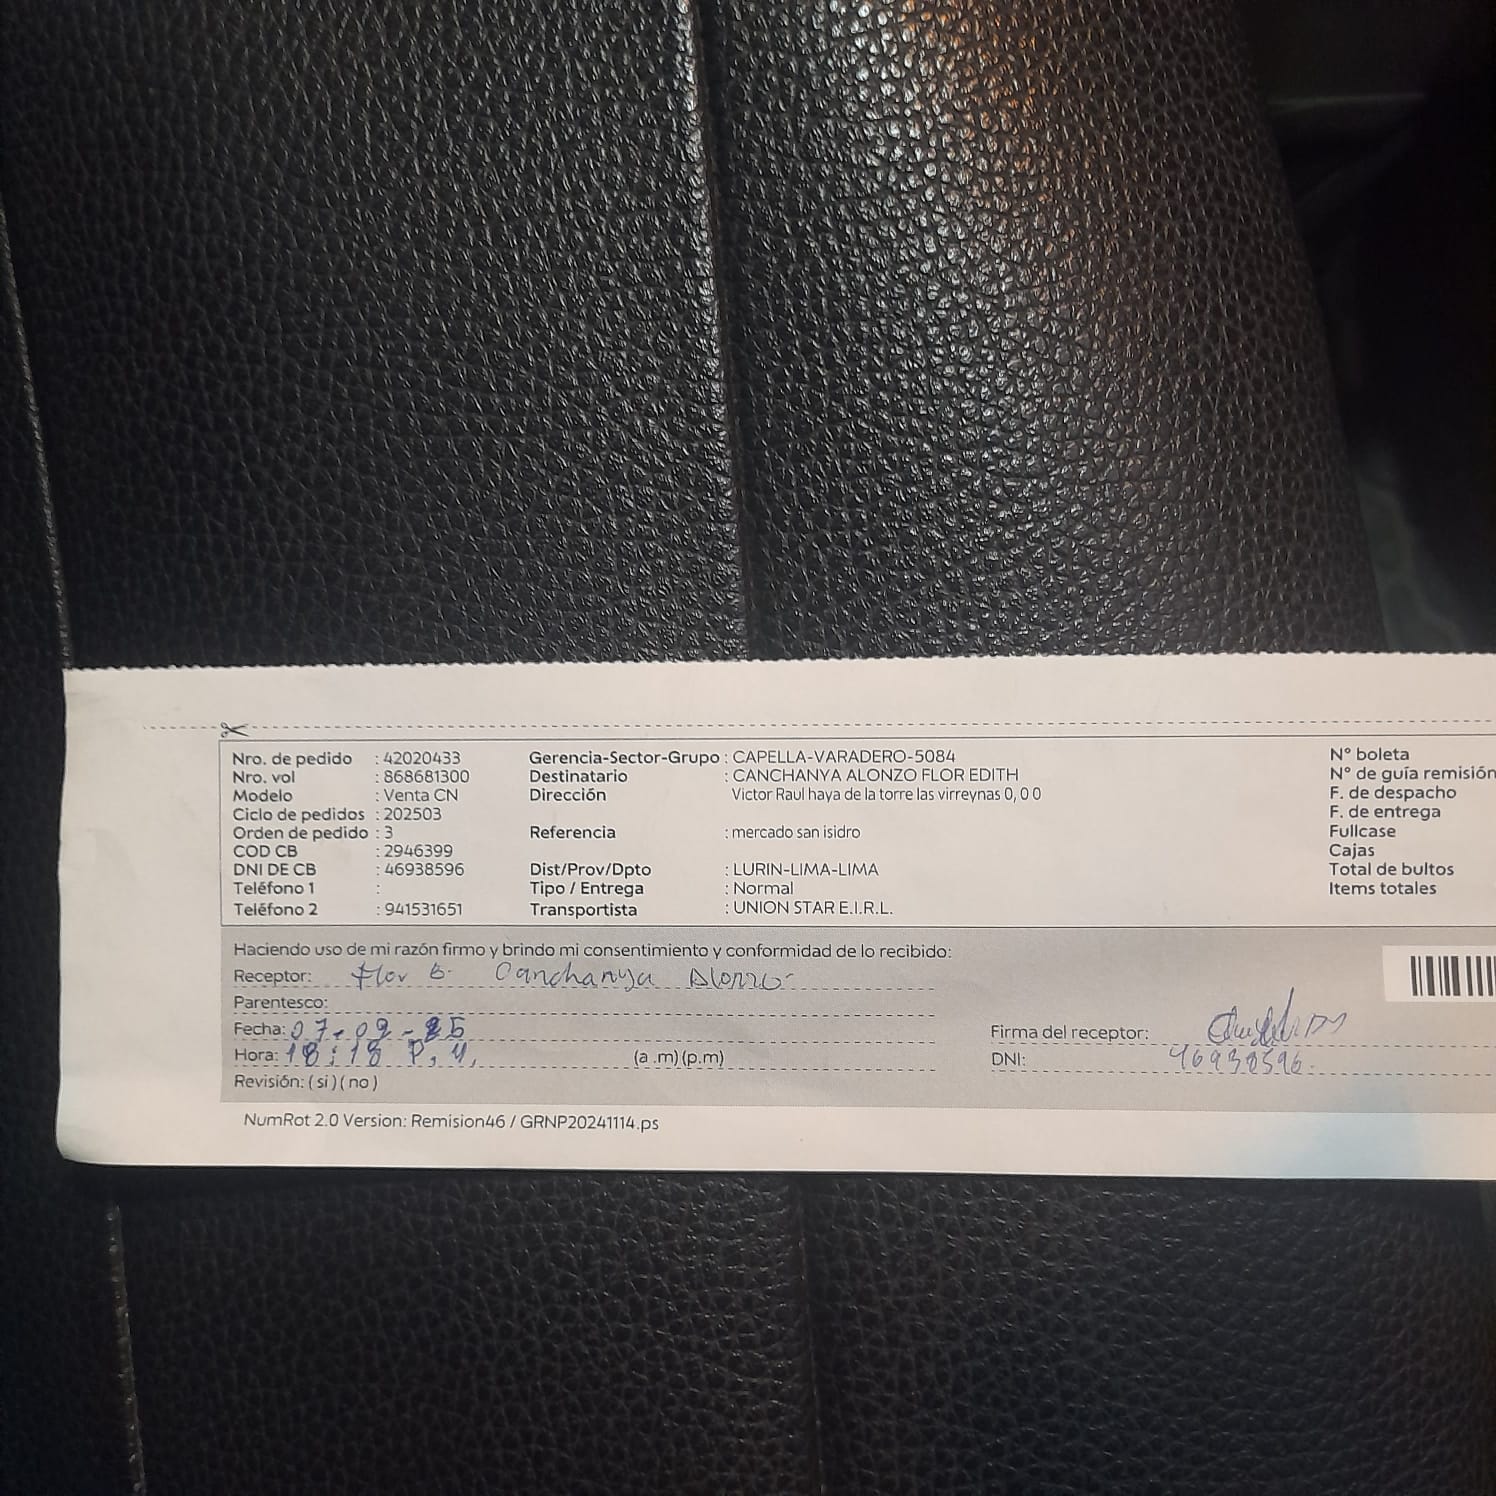 Nro. de pedido : 42020433 Gerencia-Sector-Grupo : CAPELLA-VARADERO-5084 N° boleta
Nro. vol : 868681300 Destinatario : CANCHANYA ALONZO FLOR EDITH N° de guía remisión
Modelo : Venta CN Dirección Victor Raul haya de la torre las virreynas 0, 0 0 F. de despacho
Ciclo de pedidos : 202503 F. de entrega
Orden de pedido : 3 Referencia : mercado san isidro Fullcase
COD CB : 2946399 Cajas
DNI DE CB : 46938596 Dist/Prov/Dpto : LURIN-LIMA-LIMA Total de bultos
Teléfono 1 : Tipo / Entrega : Normal Items totales
Teléfono 2 : 941531651 Transportista : UNION STAR E.I.R.L.
Haciendo uso de mi razón firmo y brindo mi consentimiento y conformidad de lo recibido:
Receptor: Flor E. Canchanya Alonzo
Parentesco:
Fecha: 07-02-25 Firma del receptor:
Hora: 18:18 P.M. (a .m) (p.m) DNI: 46938596
Revisión: ( si ) ( no )
NumRot 2.0 Version: Remision46 / GRNP20241114.ps